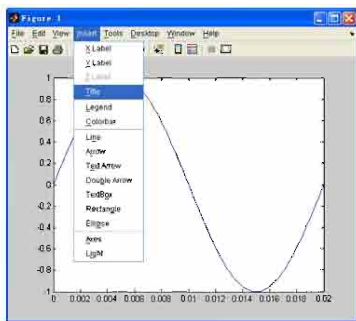 Figure 1
File Edit View Insert Tools Desktop Window Help
X Label
Y Label
Z Label
Title
Legend
Colorbar
Line
Arrow
Text Arrow
Double Arrow
TextBox
Rectangle
Ellipse
Axes
Light
1
0.8
0.6
0.4
0.2
0
-0.2
-0.4
-0.6
-0.8
-1
0 0.002 0.004 0.006 0.008 0.01 0.012 0.014 0.016 0.018 0.02